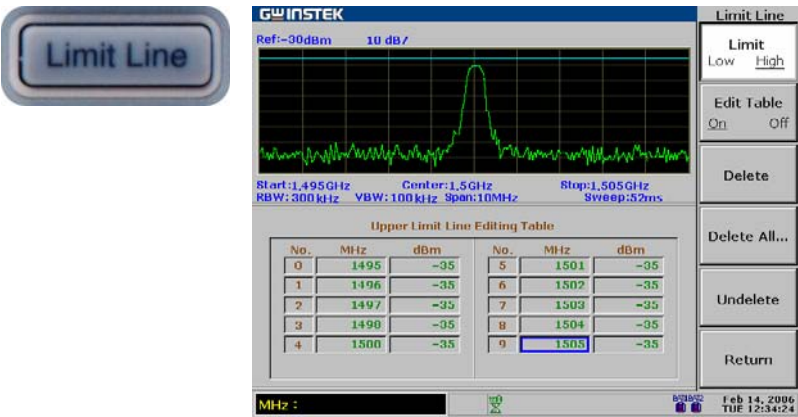 Limit Line
GWINSTEK
Limit Line
Ref:-30dBm 10 dB/
Limit
Low High
Edit Table
On Off
Delete
Start:1.495GHz Center:1.5GHz Stop:1.505GHz
RBW:300kHz VBW:100kHz Span:10MHz Sweep:52ms
Upper Limit Line Editing Table
Delete All...
No. MHz dBm No. MHz dBm
0 1495 -35 5 1501 -35
1 1496 -35 6 1502 -35
2 1497 -35 7 1503 -35
3 1498 -35 8 1504 -35
4 1500 -35 9 1505 -35
Undelete
Return
MHz :
Feb 14, 2006
TUE 12:34:24